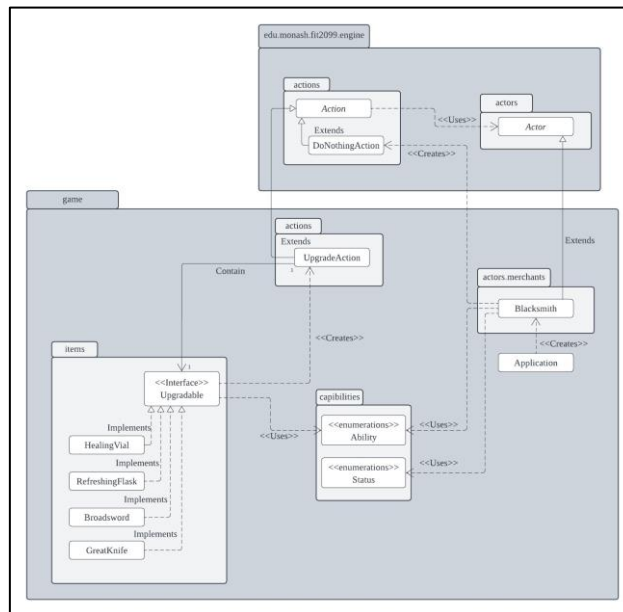 edu.monash.fit2099.engine
actions
Action
Extends
DoNothingAction
<<Uses>>
actors
Actor
<<Creates>>
game
actions
Extends
UpgradeAction
1
Contain
Extends
actors.merchants
Blacksmith
<<Creates>>
Application
<<Creates>>
items
1
<<Interface>>
Upgradable
Implements
HealingVial
Implements
RefreshingFlask
Implements
Broadsword
Implements
GreatKnife
<<Uses>>
capibilities
<<enumerations>>
Ability
<<enumerations>>
Status
<<Uses>>